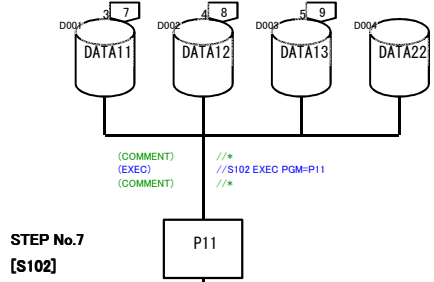 3 7 4 8 5 9
D001 D002 D003 D004
DATA11 DATA12 DATA13 DATA22
(COMMENT) //*
(EXEC) //S102 EXEC PGM=P11
(COMMENT) //*
STEP No.7 P11
[S102]